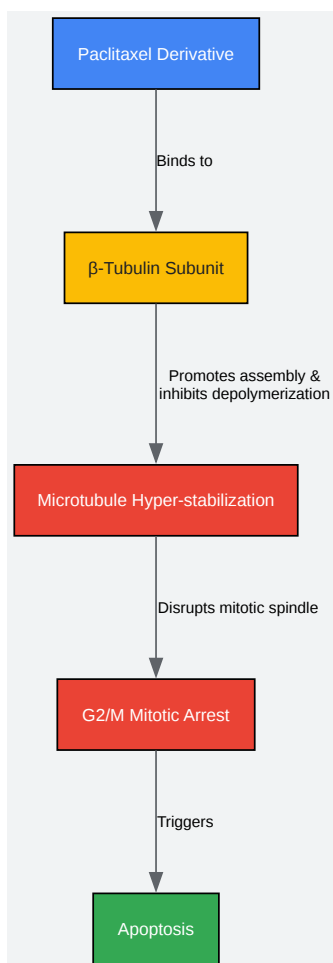 Paclitaxel Derivative
Binds to
β-Tubulin Subunit
Promotes assembly &
inhibits depolymerization
Microtubule Hyper-stabilization
Disrupts mitotic spindle
G2/M Mitotic Arrest
Triggers
Apoptosis